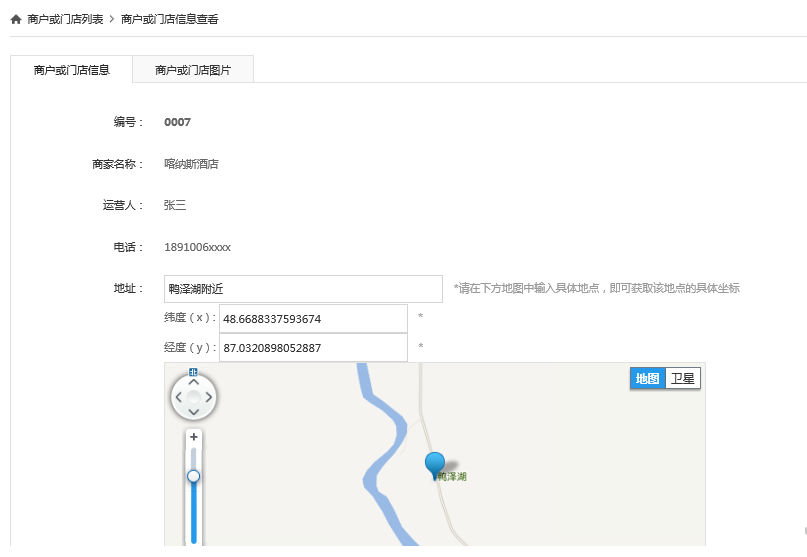 商户或门店列表 > 商户或门店信息查看
商户或门店信息 商户或门店图片
编号： 0007
商家名称： 喀纳斯酒店
运营人： 张三
电话： 1891006xxxx
地址： 鸭泽湖附近 *请在下方地图中输入具体地点，即可获取该地点的具体坐标
纬度（x）: 48.6688337593674 *
经度（y）: 87.0320898052887 *
北 地图 卫星
+
鸭泽湖